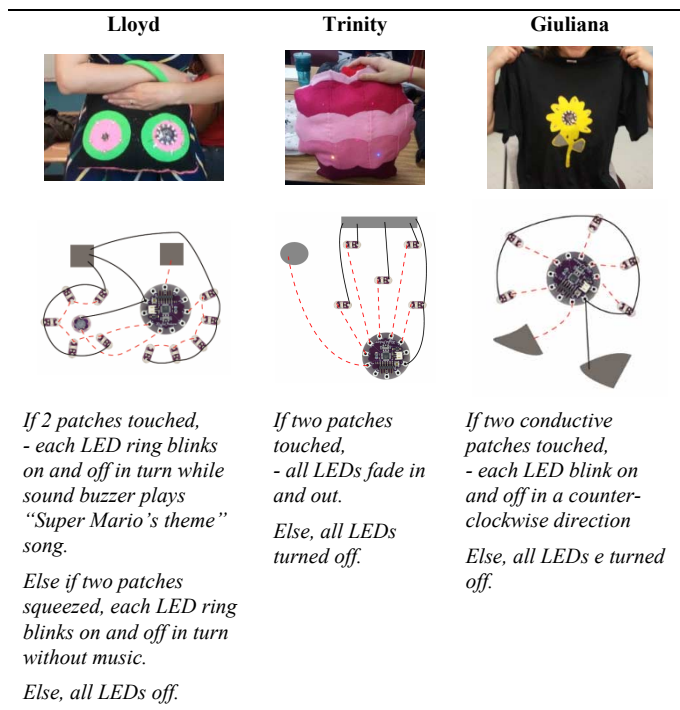 Lloyd
Trinity
Giuliana
If 2 patches touched,
- each LED ring blinks
on and off in turn while
sound buzzer plays
“Super Mario’s theme”
song.
Else if two patches
squeezed, each LED ring
blinks on and off in turn
without music.
Else, all LEDs off.
If two patches
touched,
- all LEDs fade in
and out.
Else, all LEDs
turned off.
If two conductive
patches touched,
- each LED blink on
and off in a counter-
clockwise direction
Else, all LEDs e turned
off.